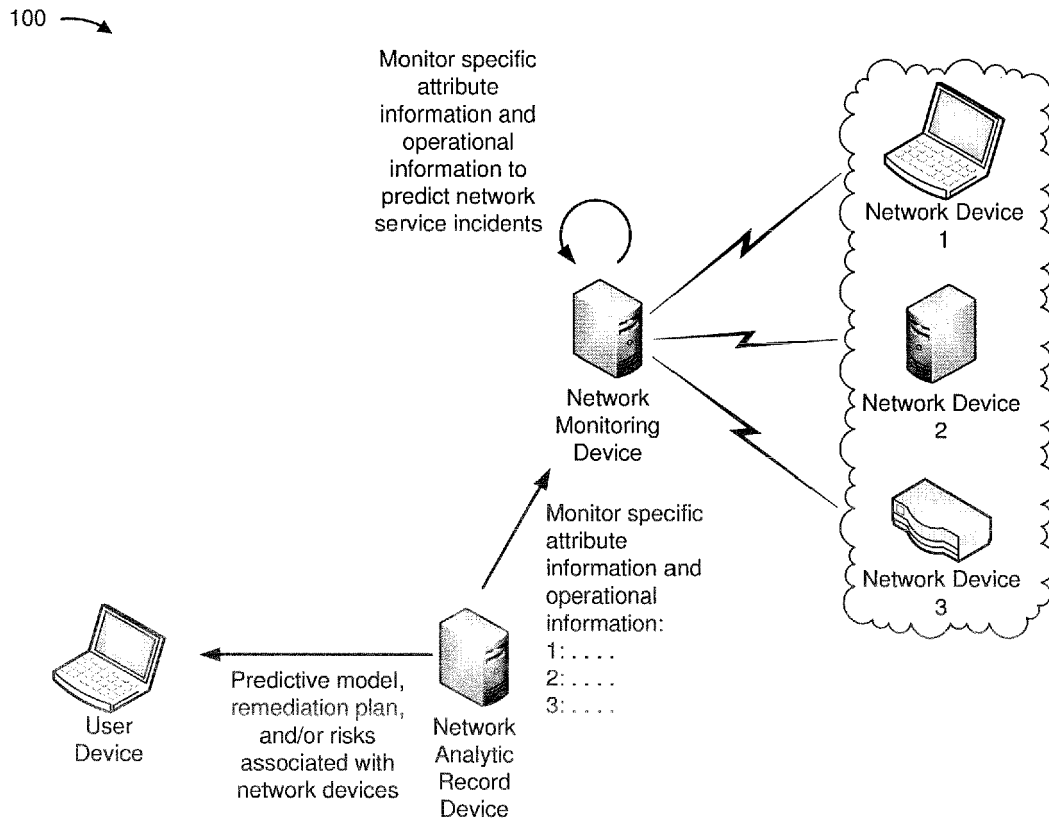 100
Monitor specific
attribute
information and
operational
information to
predict network
service incidents
Network Device
1
Network Device
2
Network
Monitoring
Device
Network Device
3
Monitor specific
attribute
information and
operational
information:
1: . . . .
2: . . . .
3: . . . .
User
Device
Predictive model,
remediation plan,
and/or risks
associated with
network devices
Network
Analytic
Record
Device